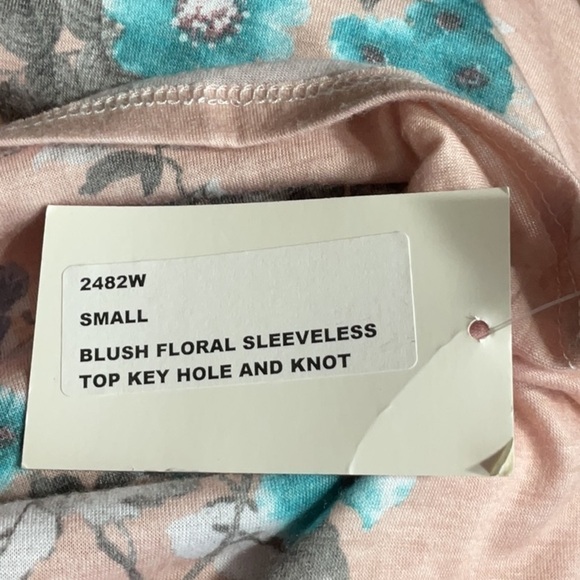 2482W
SMALL
BLUSH FLORAL SLEEVELESS
TOP KEY HOLE AND KNOT